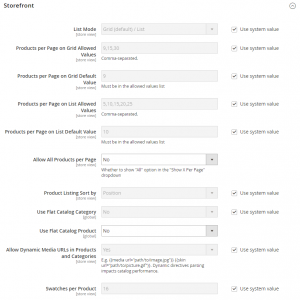 Storefront
List Mode
[store view]
Grid (default) / List
Use system value
Products per Page on Grid Allowed
Values
[store view]
9,15,30
Use system value
Comma-separated.
Products per Page on Grid Default
Value
[store view]
9
Use system value
Must be in the allowed values list
Products per Page on List Allowed
Values
[store view]
5,10,15,20,25
Use system value
Comma-separated.
Products per Page on List Default Value
[store view]
10
Use system value
Must be in the allowed values list
Allow All Products per Page
[store view]
No
Whether to show "All" option in the "Show X Per Page"
dropdown
Product Listing Sort by
[store view]
Position
Use system value
Use Flat Catalog Category
[global]
No
Use system value
Use Flat Catalog Product
[global]
No
Use system value
Allow Dynamic Media URLs in Products
and Categories
[store view]
Yes
Use system value
E.g. {{media url="path/to/image.jpg"}} {{skin
url="path/to/picture.gif"}}. Dynamic directives parsing
impacts catalog performance.
Swatches per Product
[store view]
16
Use system value